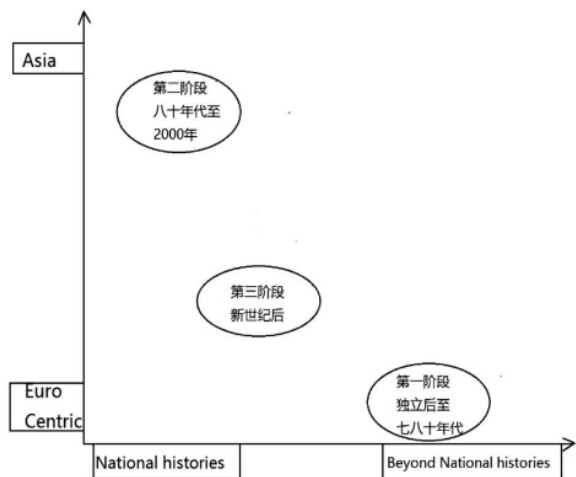 Asia
第二阶段
八十年代至
2000年
第三阶段
新世纪后
Euro
Centric
第一阶段
独立后至
七八十年代
National histories
Beyond National histories